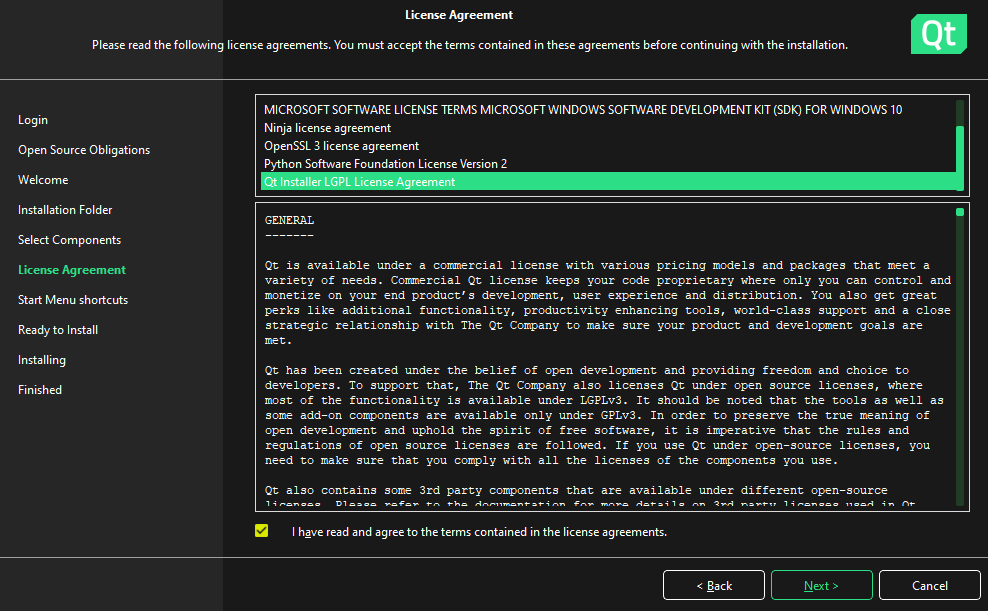 License Agreement
Please read the following license agreements. You must accept the terms contained in these agreements before continuing with the installation.
Qt
Login
Open Source Obligations
Welcome
Installation Folder
Select Components
License Agreement
Start Menu shortcuts
Ready to Install
Installing
Finished
MICROSOFT SOFTWARE LICENSE TERMS MICROSOFT WINDOWS SOFTWARE DEVELOPMENT KIT (SDK) FOR WINDOWS 10
Ninja license agreement
OpenSSL 3 license agreement
Python Software Foundation License Version 2
Qt Installer LGPL License Agreement
GENERAL
-------
Qt is available under a commercial license with various pricing models and packages that meet a
variety of needs. Commercial Qt license keeps your code proprietary where only you can control and
monetize on your end product’s development, user experience and distribution. You also get great
perks like additional functionality, productivity enhancing tools, world-class support and a close
strategic relationship with The Qt Company to make sure your product and development goals are
met.
Qt has been created under the belief of open development and providing freedom and choice to
developers. To support that, The Qt Company also licenses Qt under open source licenses, where
most of the functionality is available under LGPLv3. It should be noted that the tools as well as
some add-on components are available only under GPLv3. In order to preserve the true meaning of
open development and uphold the spirit of free software, it is imperative that the rules and
regulations of open source licenses are followed. If you use Qt under open-source licenses, you
need to make sure that you comply with all the licenses of the components you use.
Qt also contains some 3rd party components that are available under different open-source
licenses. Please refer to the documentation for more details on 3rd party licenses used in Qt.
I have read and agree to the terms contained in the license agreements.
< Back
Next >
Cancel